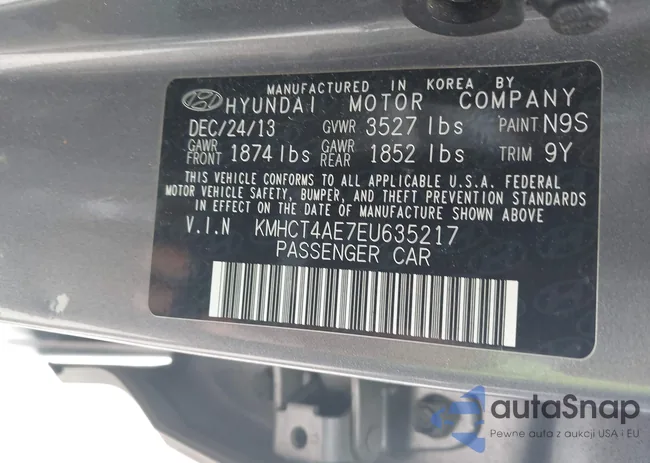 MANUFACTURED IN KOREA BY
HYUNDAI MOTOR COMPANY
DEC/24/13 GVWR 3527 lbs PAINT N9S
GAWR FRONT 1874 lbs GAWR REAR 1852 lbs TRIM 9Y
THIS VEHICLE CONFORMS TO ALL APPLICABLE U.S.A. FEDERAL
MOTOR VEHICLE SAFETY, BUMPER, AND THEFT PREVENTION STANDARDS
IN EFFECT ON THE DATE OF MANUFACTURE SHOWN ABOVE
V.I.N KMHCT4AE7EU635217
PASSENGER CAR
autaSnap
Pewne auta z aukcji USA i EU